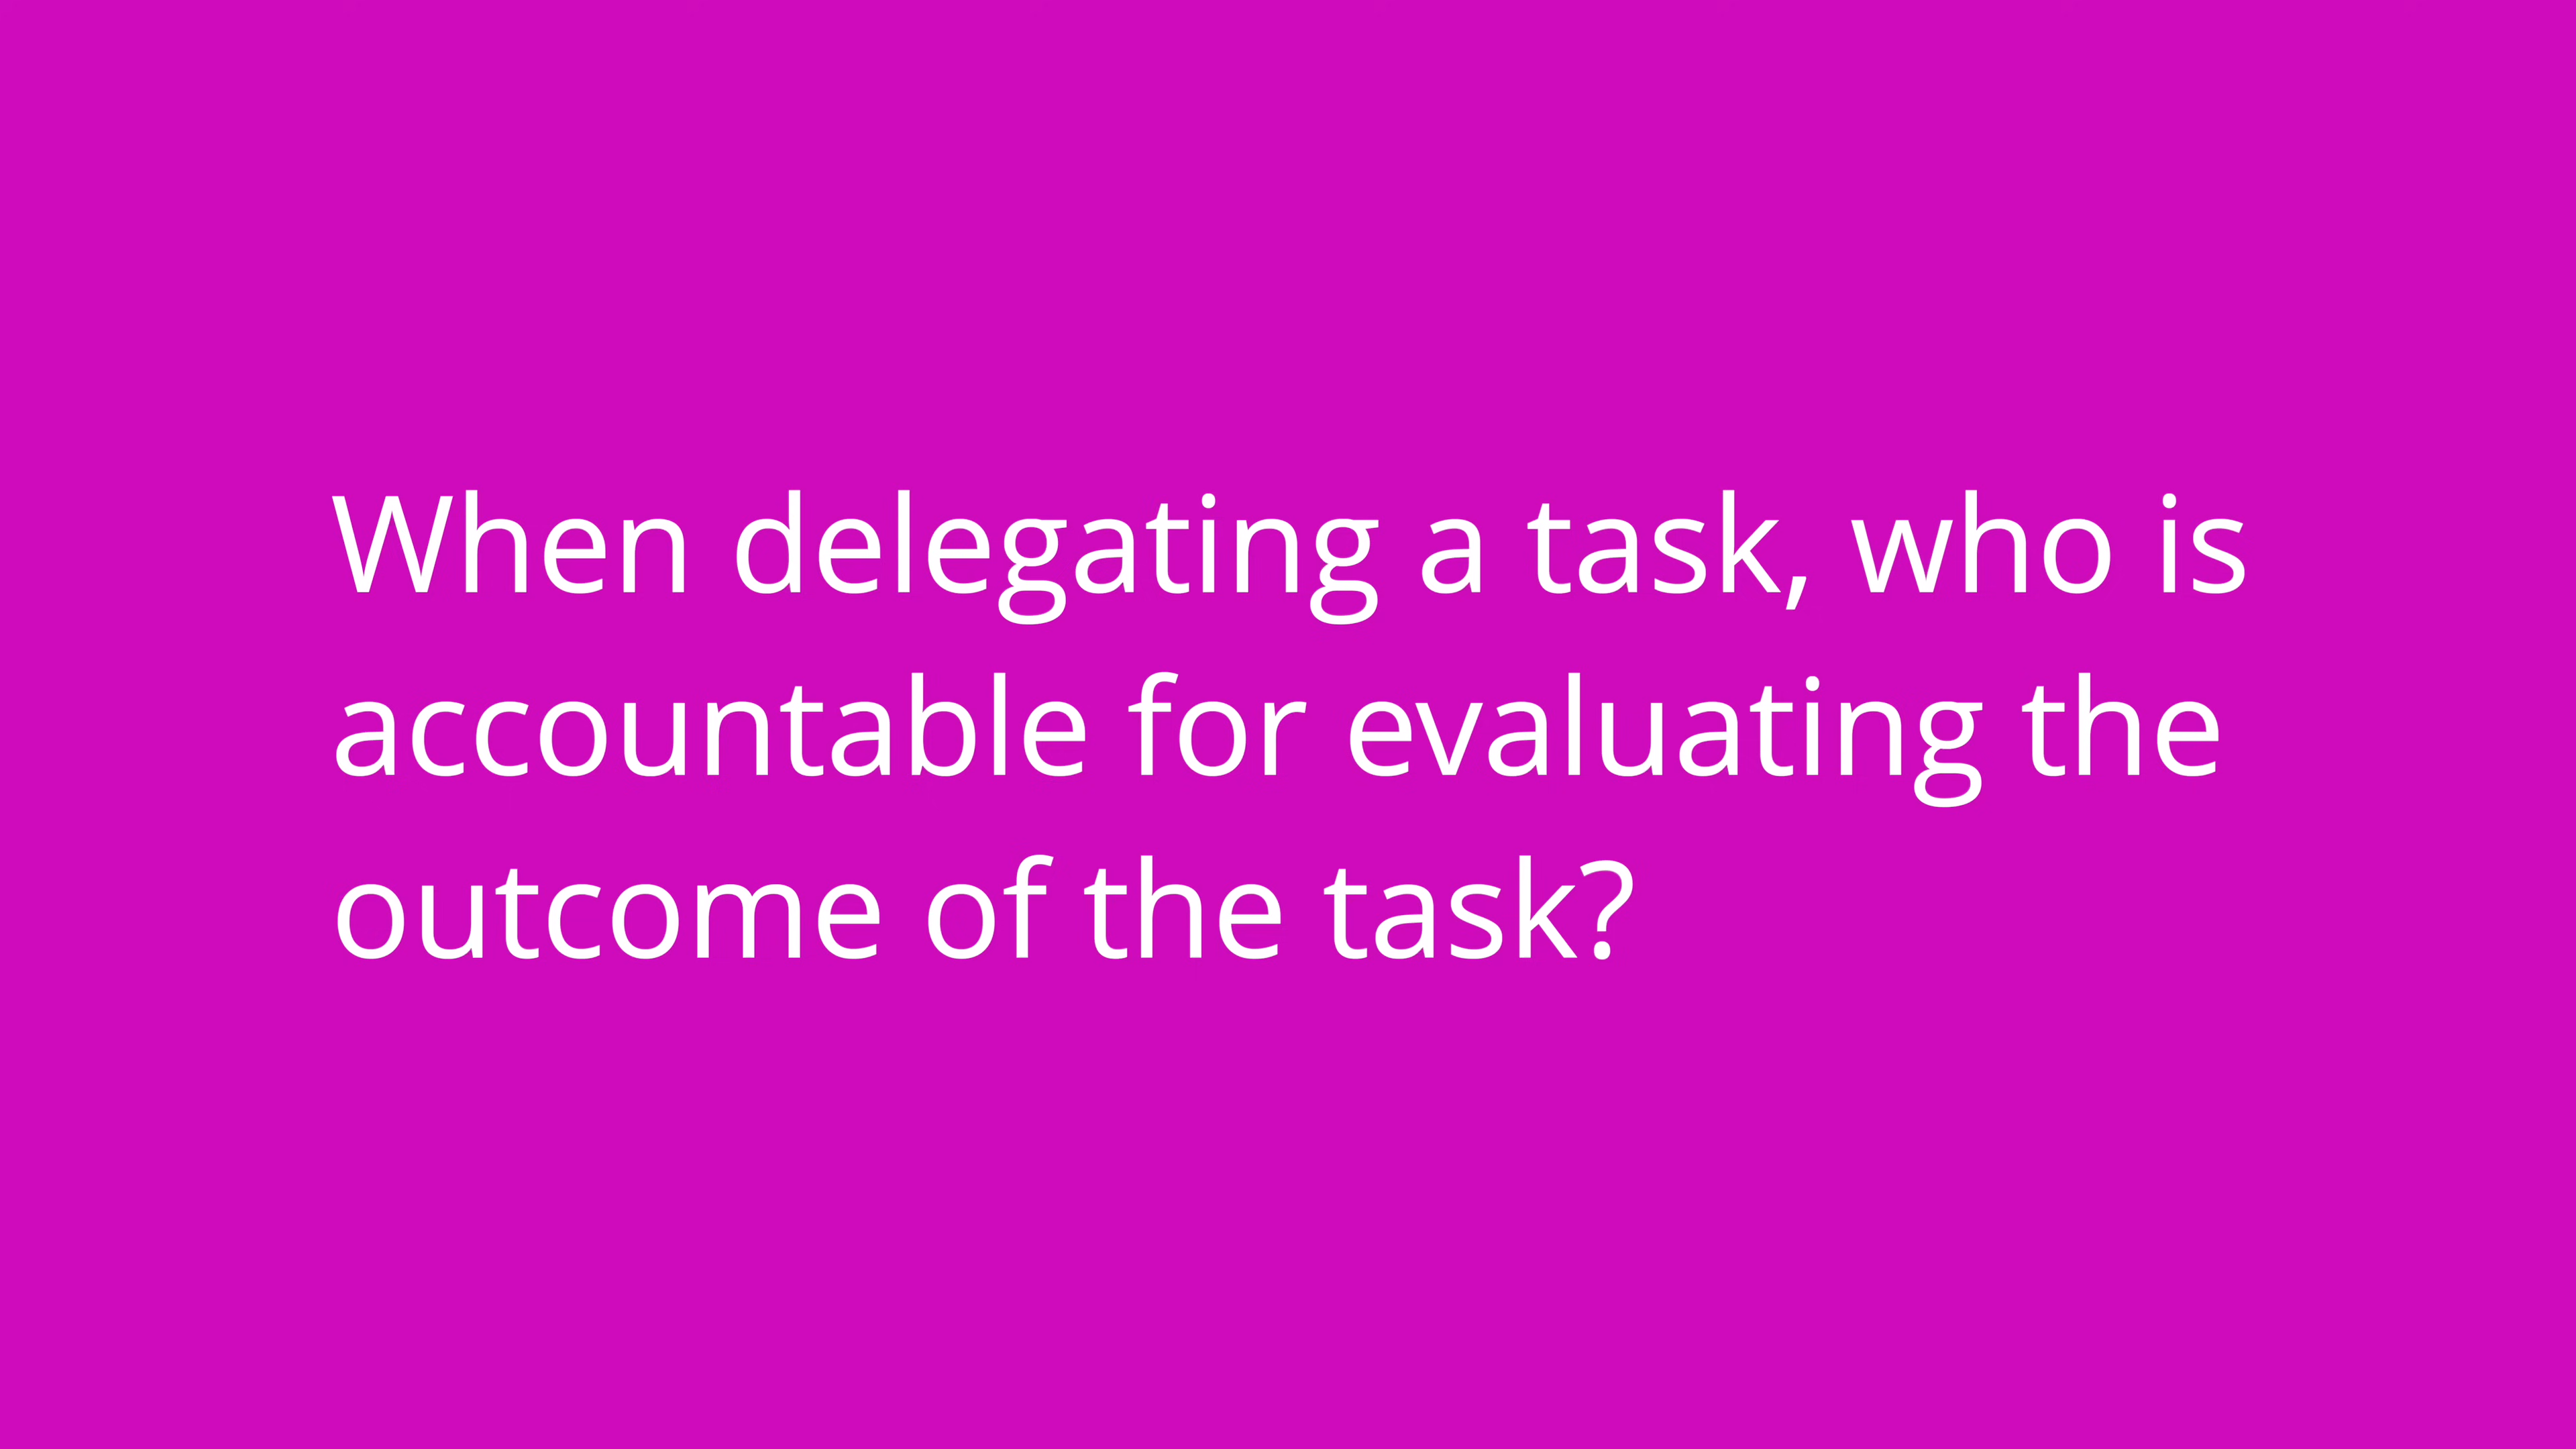 When delegating a task, who is
accountable for evaluating the
outcome of the task?